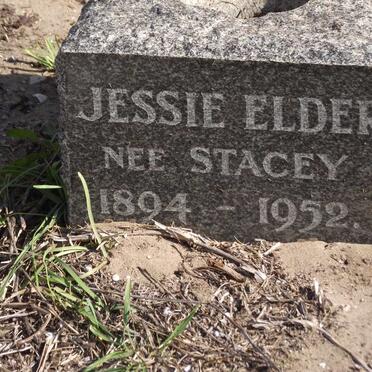 JESSIE ELDER
NEE STACEY
1894 - 1952.